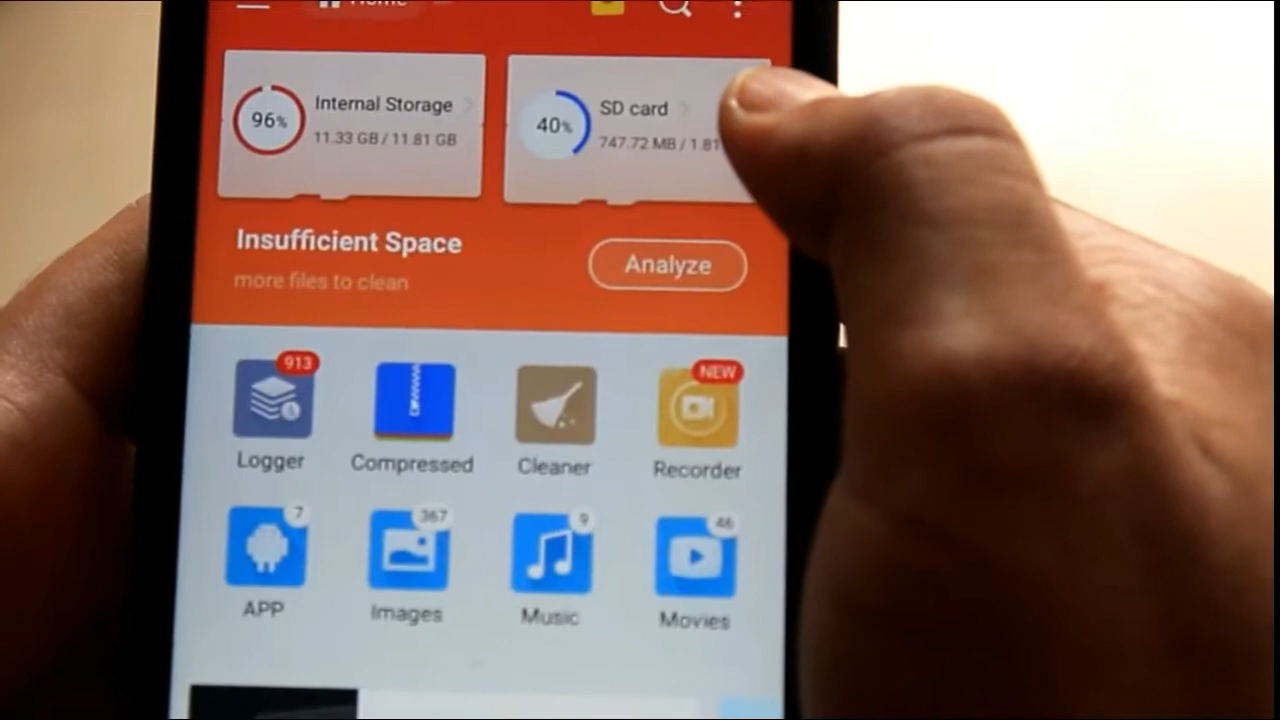 Home
Internal Storage
96%
11.33 GB / 11.81 GB
SD card
40%
747.72 MB / 1.81
Insufficient Space
more files to clean
Analyze
913
NEW
Logger
Compressed
Cleaner
Recorder
7
367
9
46
APP
Images
Music
Movies